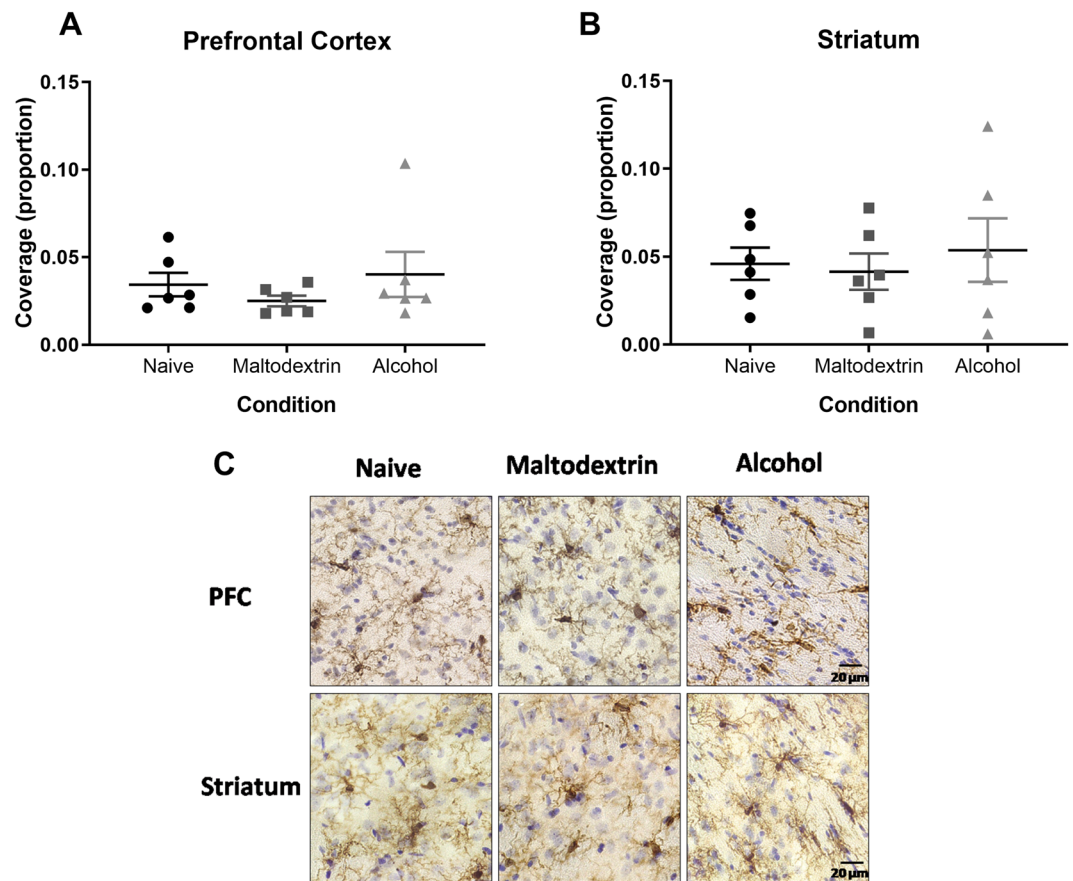 A
Prefrontal Cortex
Coverage (proportion)
0.15
0.10
0.05
0.00
Naive Maltodextrin Alcohol
Condition
B
Striatum
Coverage (proportion)
0.15
0.10
0.05
0.00
Naive Maltodextrin Alcohol
Condition
C
Naive Maltodextrin Alcohol
PFC
20 µm
Striatum
20 µm